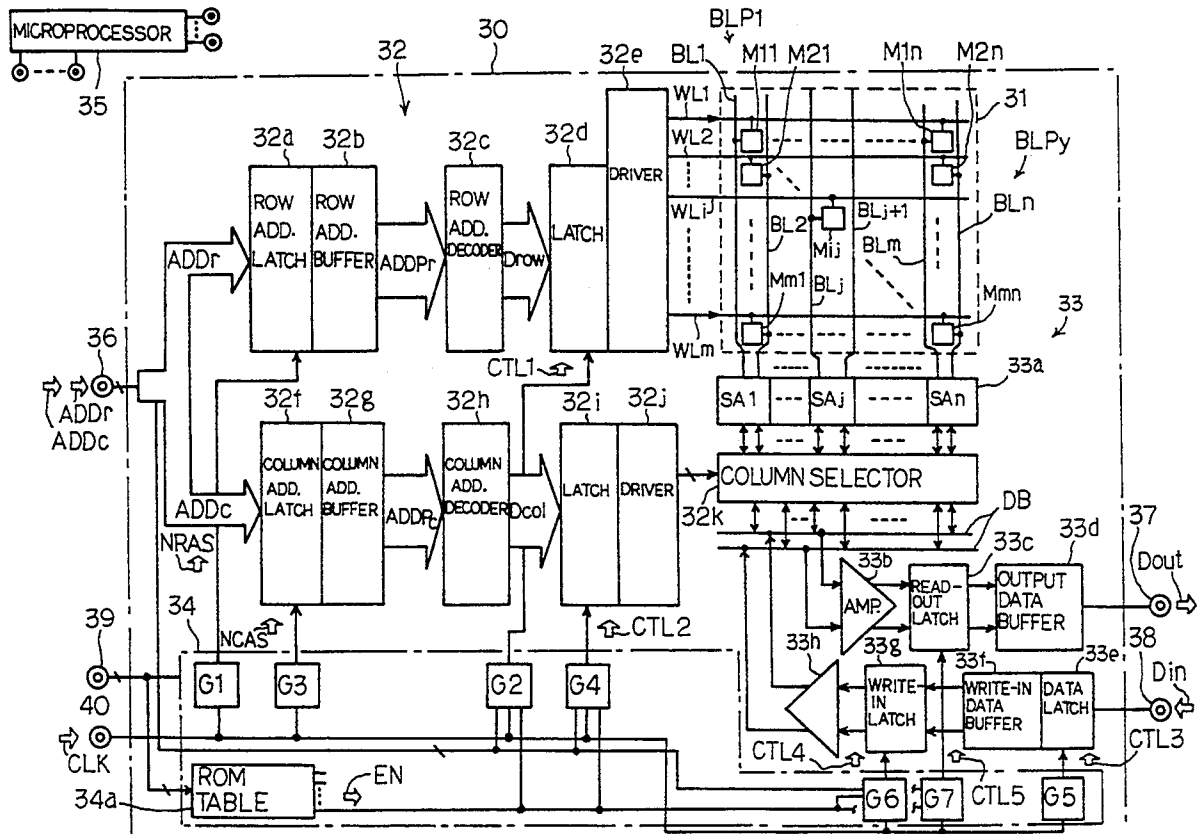 MICROPROCESSOR
35
30
32
32e
BLP1
BL1
M11
M21
M1n
M2n
31
WL1
WL2
WLi
WLm
BLPy
BLn
32a
32b
32c
32d
ROW ADD. LATCH
ROW ADD. BUFFER
ROW ADD. DECODER
LATCH
DRIVER
ADDr
ADDPr
Drow
BL2
Mij
BLj+1
BLm
Mm1
BLj
Mmn
33
36
ADDr
ADDc
CTL1
33a
SA1
SAj
SAn
32f
32g
32h
32i
32j
COLUMN ADD. LATCH
COLUMN ADD. BUFFER
COLUMN ADD. DECODER
LATCH
DRIVER
ADDc
ADDPc
Dcol
COLUMN SELECTOR
32k
DB
NRAS
33b
33c
33d
37
AMP.
READ-OUT LATCH
OUTPUT DATA BUFFER
Dout
39
34
NCAS
CTL2
33h
33g
33f
33e
38
G1
G3
G2
G4
WRITE-IN LATCH
WRITE-IN DATA BUFFER
DATA LATCH
Din
40
CLK
CTL4
CTL5
CTL3
ROM TABLE
34a
EN
G6
G7
G5